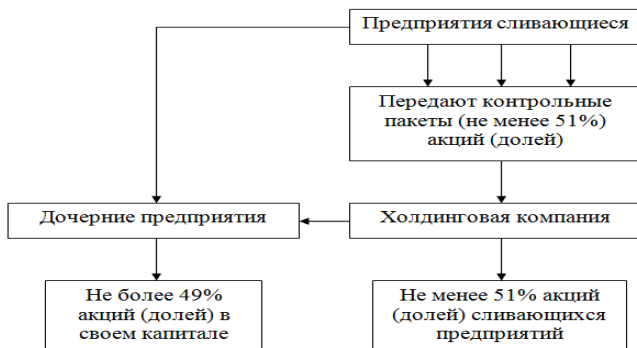 Предприятия сливающиеся
Передают контрольные
пакеты (не менее 51%)
акций (долей)
Дочерние предприятия
Холдинговая компания
Не более 49%
акций (долей) в
своем капитале
Не менее 51% акций
(долей) сливающихся
предприятий